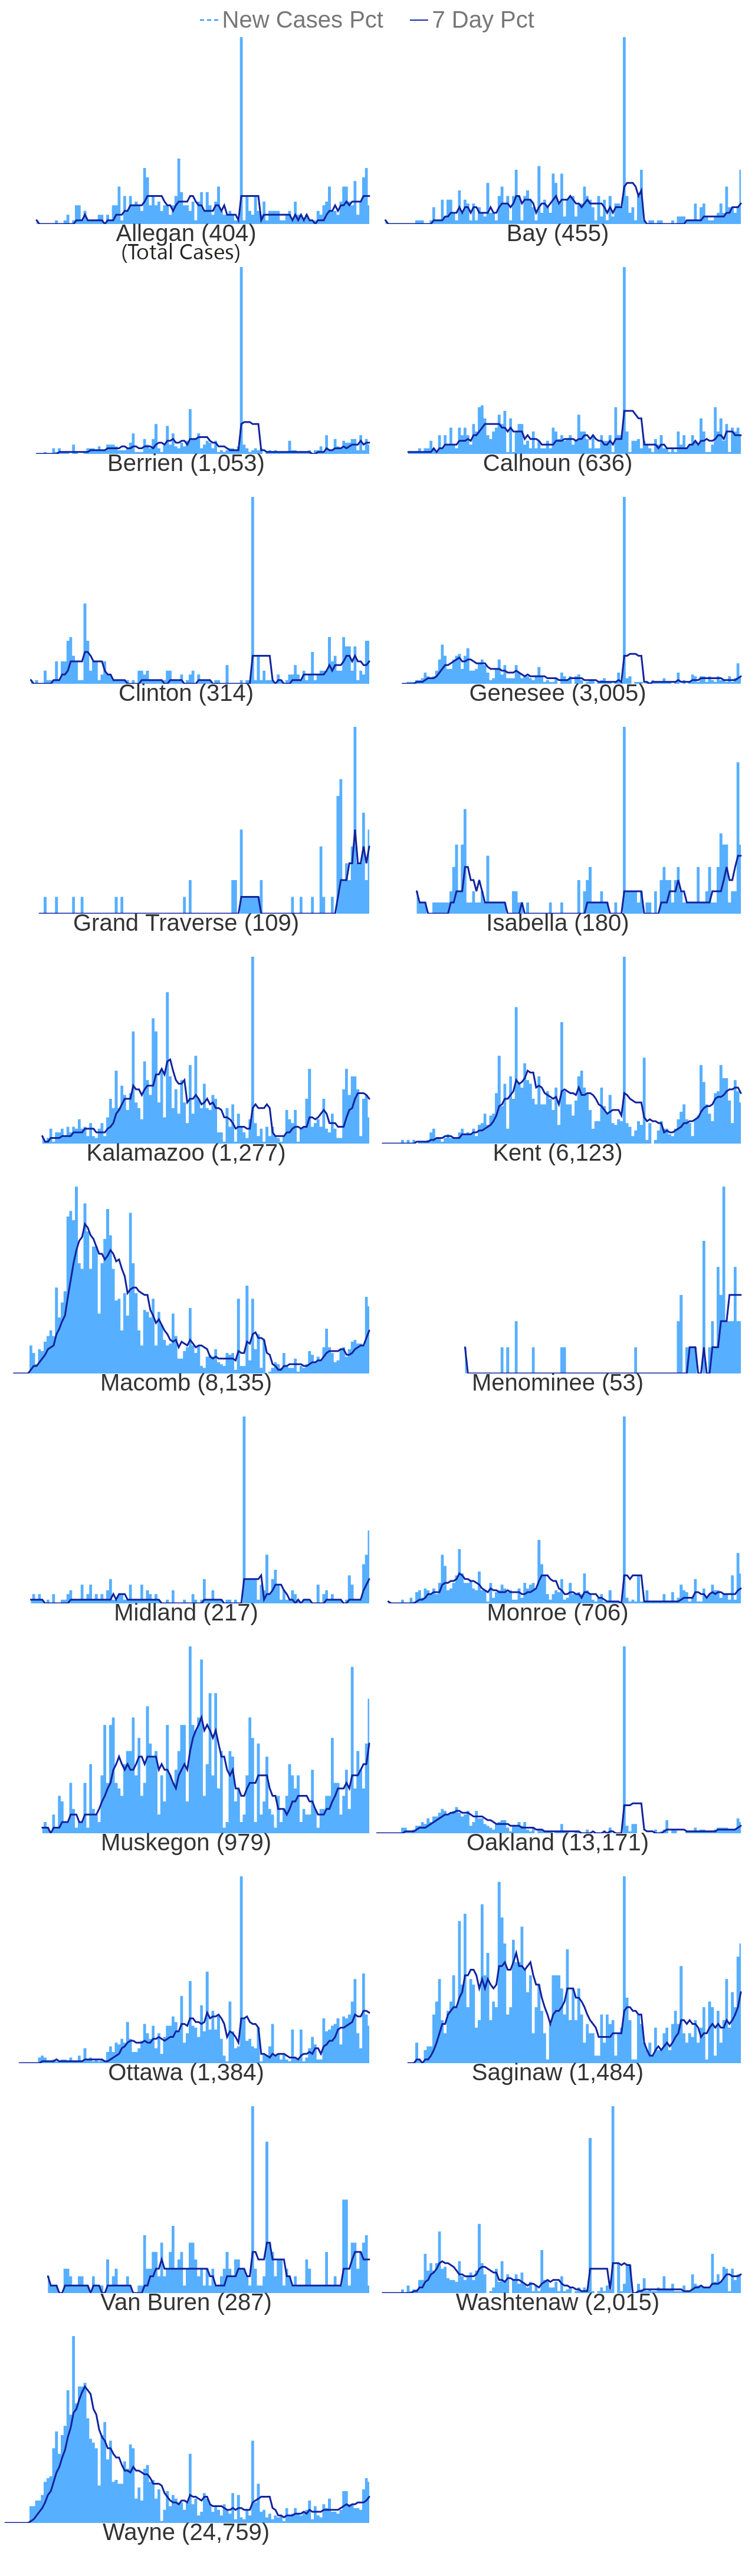 New Cases Pct 7 Day Pct
Allegan (404) Bay (455)
(Total Cases)
Berrien (1,053) Calhoun (636)
Clinton (314) Genesee (3,005)
Grand Traverse (109) Isabella (180)
Kalamazoo (1,277) Kent (6,123)
Macomb (8,135) Menominee (53)
Midland (217) Monroe (706)
Muskegon (979) Oakland (13,171)
Ottawa (1,384) Saginaw (1,484)
Van Buren (287) Washtenaw (2,015)
Wayne (24,759)